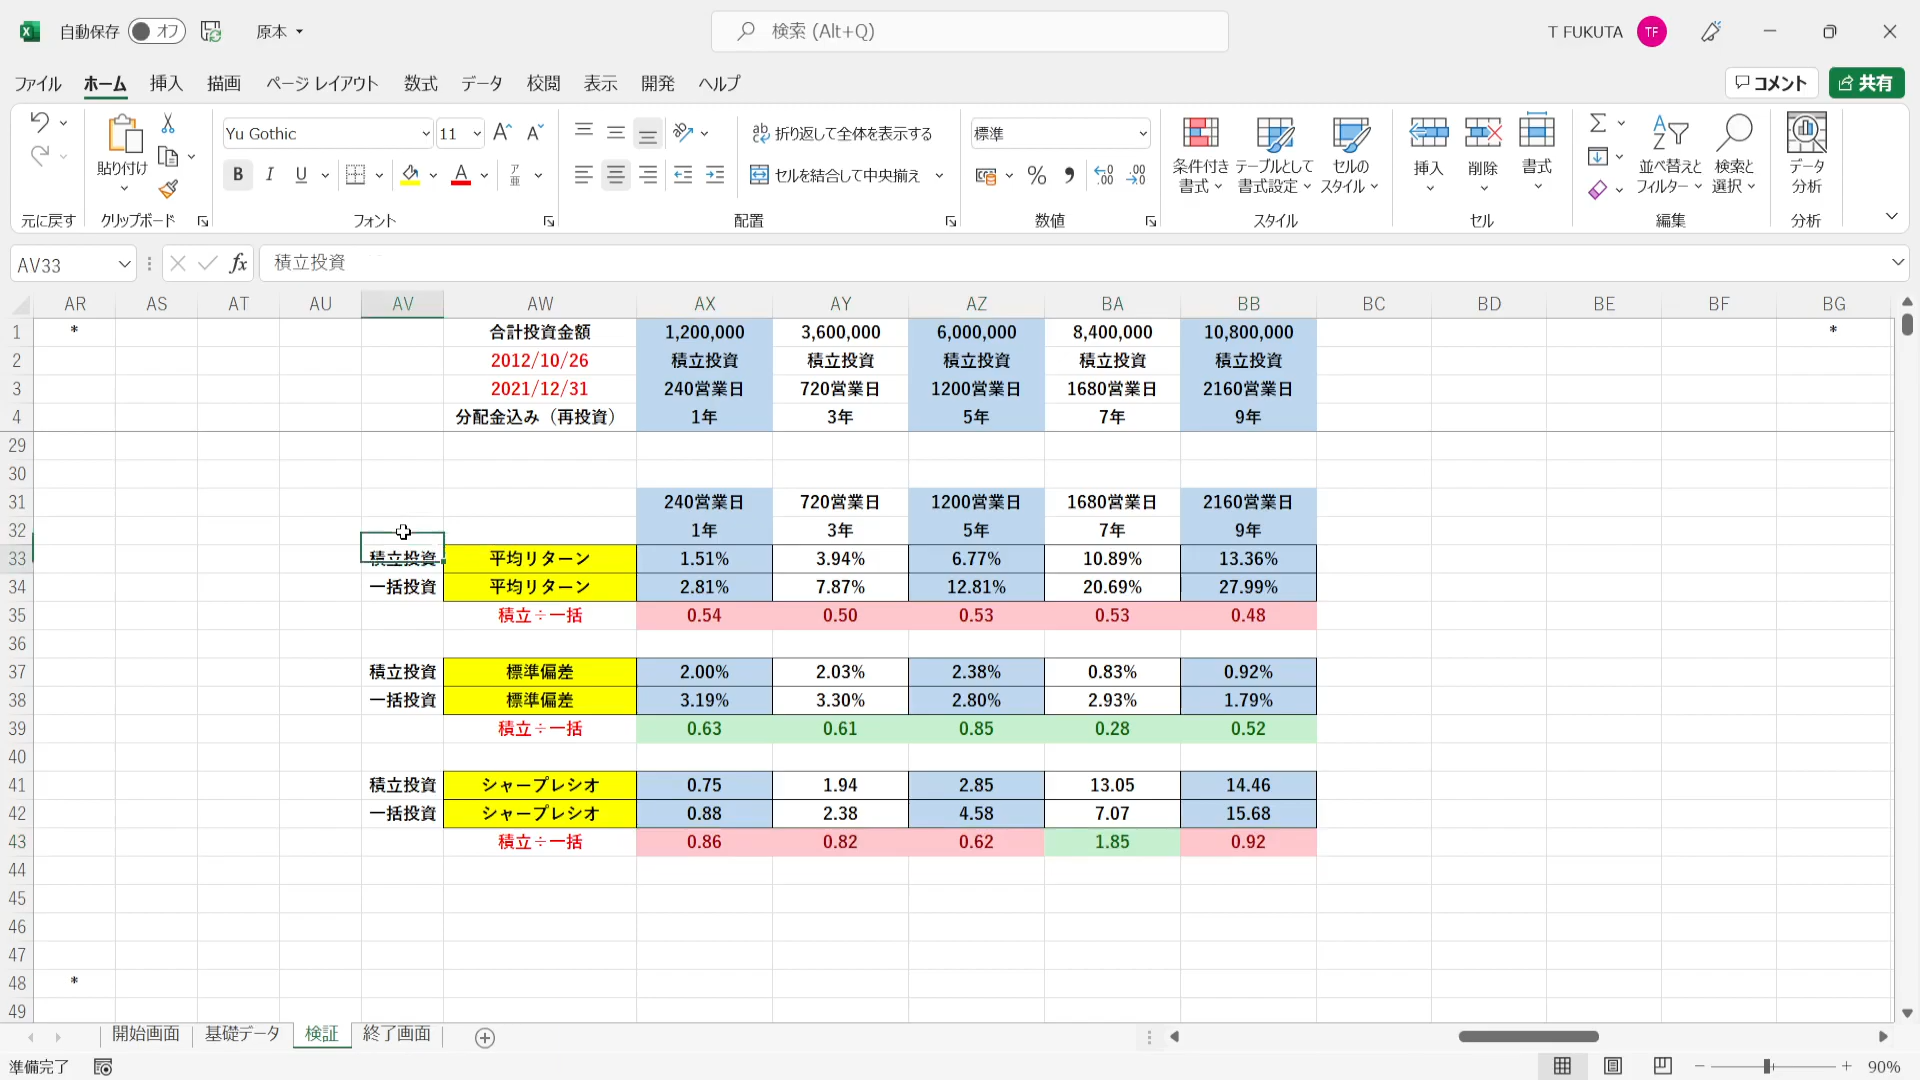 自動保存 オフ 原本 検索 (Alt+Q) T FUKUTA TF
ファイル ホーム 挿入 描画 ページ レイアウト 数式 データ 校閲 表示 開発 ヘルプ コメント 共有
貼り付け Yu Gothic 11 折り返して全体を表示する 標準
B I U A ア亜 セルを結合して中央揃え % 条件付き書式 テーブルとして書式設定 セルのスタイル 挿入 削除 書式 並べ替えとフィルター 検索と選択 データ分析
元に戻す クリップボード フォント 配置 数値 スタイル セル 編集 分析
AV33 fx 積立投資
AR AS AT AU AV AW AX AY AZ BA BB BC BD BE BF BG
1 * 合計投資金額 1,200,000 3,600,000 6,000,000 8,400,000 10,800,000 *
2 2012/10/26 積立投資 積立投資 積立投資 積立投資 積立投資
3 2021/12/31 240営業日 720営業日 1200営業日 1680営業日 2160営業日
4 分配金込み（再投資） 1年 3年 5年 7年 9年
29
30
31 240営業日 720営業日 1200営業日 1680営業日 2160営業日
32 1年 3年 5年 7年 9年
33 積立投資 平均リターン 1.51% 3.94% 6.77% 10.89% 13.36%
34 一括投資 平均リターン 2.81% 7.87% 12.81% 20.69% 27.99%
35 積立÷一括 0.54 0.50 0.53 0.53 0.48
36
37 積立投資 標準偏差 2.00% 2.03% 2.38% 0.83% 0.92%
38 一括投資 標準偏差 3.19% 3.30% 2.80% 2.93% 1.79%
39 積立÷一括 0.63 0.61 0.85 0.28 0.52
40
41 積立投資 シャープレシオ 0.75 1.94 2.85 13.05 14.46
42 一括投資 シャープレシオ 0.88 2.38 4.58 7.07 15.68
43 積立÷一括 0.86 0.82 0.62 1.85 0.92
44
45
46
47
48 *
49
開始画面 基礎データ 検証 終了画面
準備完了 90%